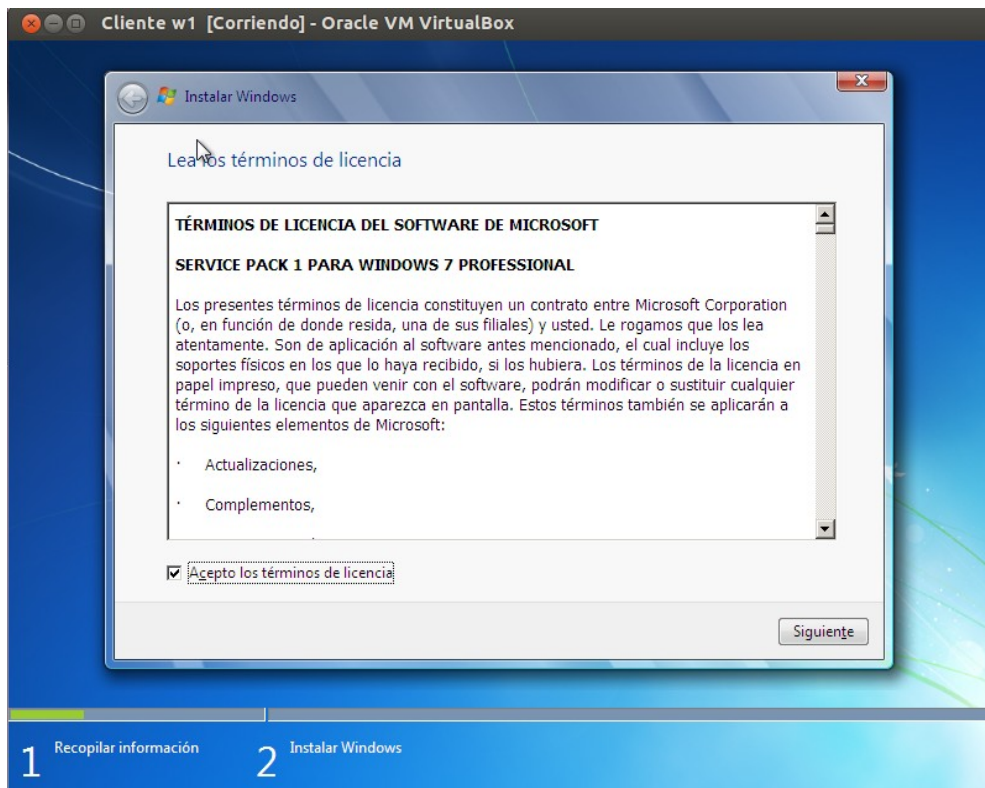 Cliente w1 [Corriendo] - Oracle VM VirtualBox
Instalar Windows
Lea los términos de licencia
TÉRMINOS DE LICENCIA DEL SOFTWARE DE MICROSOFT
SERVICE PACK 1 PARA WINDOWS 7 PROFESSIONAL
Los presentes términos de licencia constituyen un contrato entre Microsoft Corporation
(o, en función de donde resida, una de sus filiales) y usted. Le rogamos que los lea
atentamente. Son de aplicación al software antes mencionado, el cual incluye los
soportes físicos en los que lo haya recibido, si los hubiera. Los términos de la licencia en
papel impreso, que pueden venir con el software, podrán modificar o sustituir cualquier
término de la licencia que aparezca en pantalla. Estos términos también se aplicarán a
los siguientes elementos de Microsoft:
· Actualizaciones,
· Complementos,
Acepto los términos de licencia
Siguiente
1 Recopilar información
2 Instalar Windows